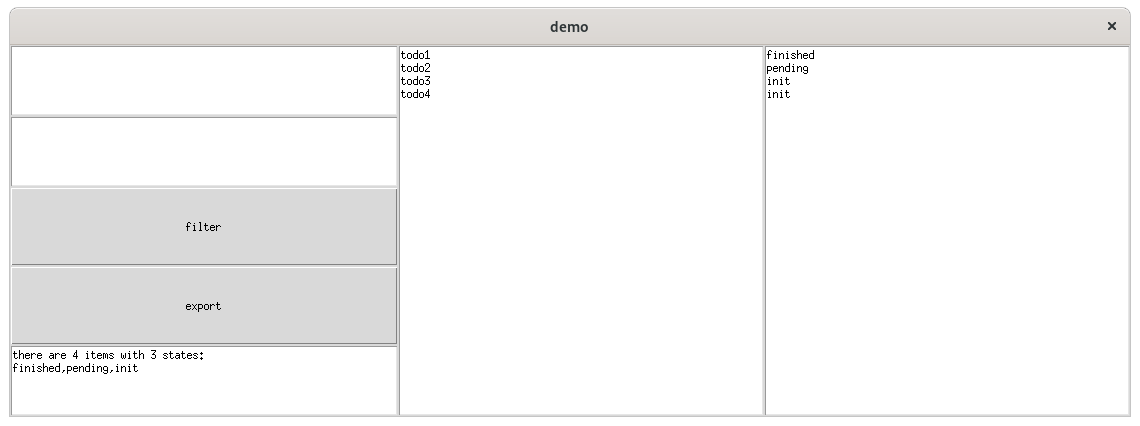 demo
×
filter
export
there are 4 items with 3 states:
finished,pending,init
todo1
todo2
todo3
todo4
finished
pending
init
init